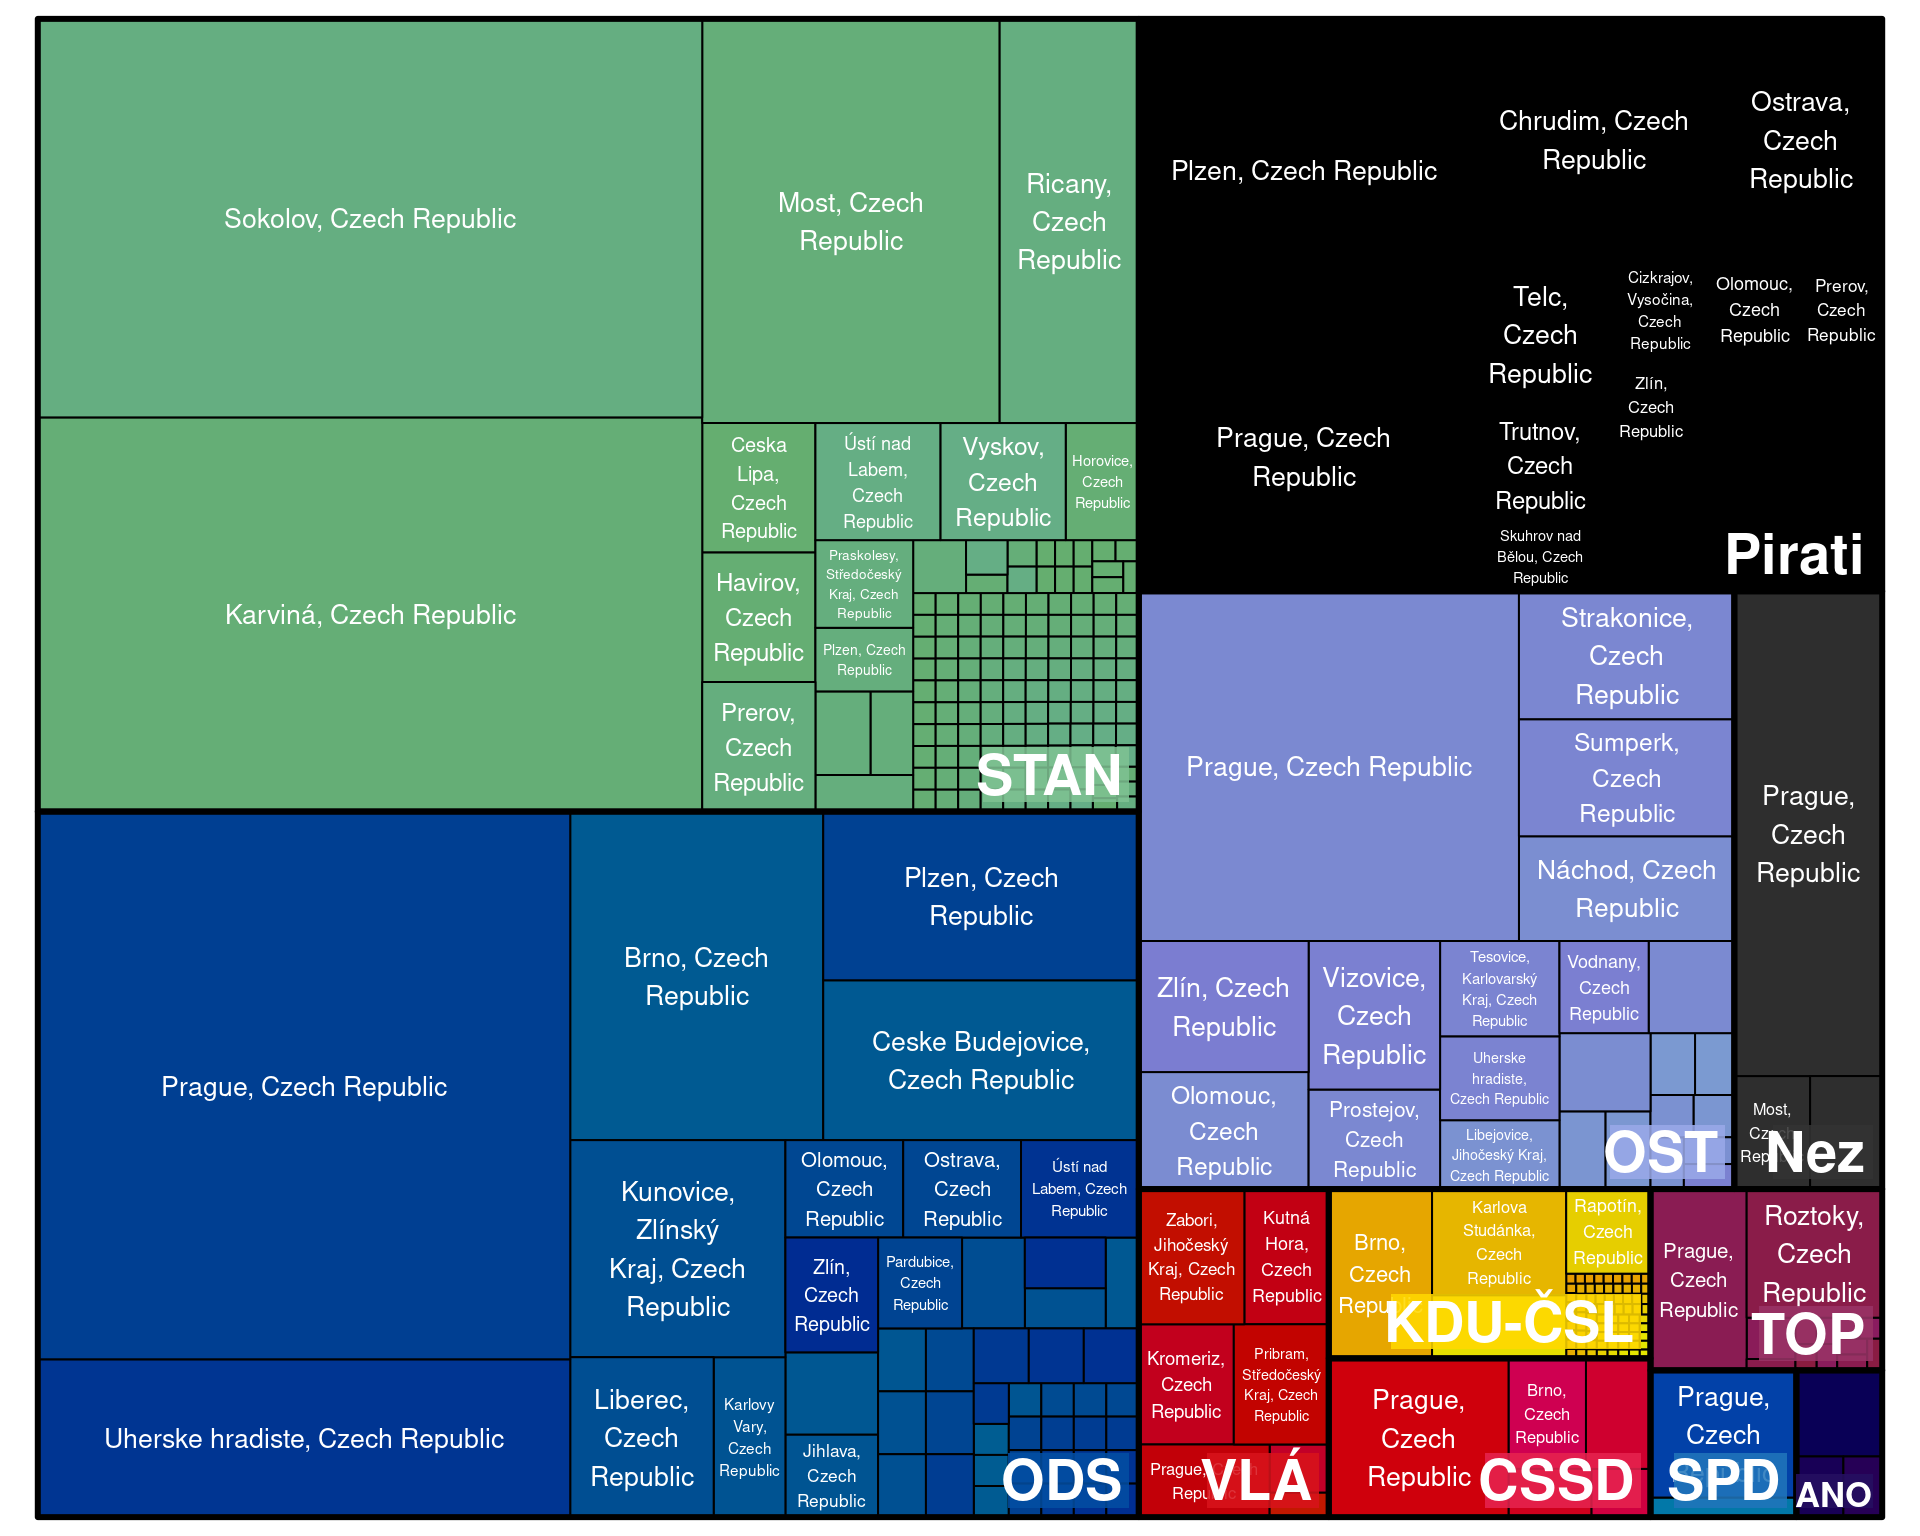 Sokolov, Czech Republic
Karviná, Czech Republic
Most, Czech
Republic
Ricany,
Czech
Republic
Ceska
Lipa,
Czech
Republic
Ústí nad
Labem,
Czech
Republic
Vyskov,
Czech
Republic
Horovice,
Czech
Republic
Havirov,
Czech
Republic
Praskolesy,
Středočeský
Kraj, Czech
Republic
Plzen, Czech
Republic
Prerov,
Czech
Republic
STAN
Plzen, Czech Republic
Chrudim, Czech
Republic
Ostrava,
Czech
Republic
Prague, Czech
Republic
Telc,
Czech
Republic
Cizkrajov,
Vysočina,
Czech
Republic
Olomouc,
Czech
Republic
Prerov,
Czech
Republic
Zlín,
Czech
Republic
Trutnov,
Czech
Republic
Skuhrov nad
Bělou, Czech
Republic
Pirati
Prague, Czech Republic
Strakonice,
Czech
Republic
Sumperk,
Czech
Republic
Náchod, Czech
Republic
Zlín, Czech
Republic
Olomouc,
Czech
Republic
Vizovice,
Czech
Republic
Prostejov,
Czech
Republic
Tesovice,
Karlovarský
Kraj, Czech
Republic
Uherske
hradiste,
Czech Republic
Libejovice,
Jihočeský Kraj,
Czech Republic
Vodnany,
Czech
Republic
OST
Prague,
Czech
Republic
Most,
Nez
Prague, Czech Republic
Uherske hradiste, Czech Republic
Brno, Czech
Republic
Plzen, Czech
Republic
Ceske Budejovice,
Czech Republic
Kunovice,
Zlínský
Kraj, Czech
Republic
Liberec,
Czech
Republic
Karlovy
Vary,
Czech
Republic
Olomouc,
Czech
Republic
Ostrava,
Czech
Republic
Ústí nad
Labem, Czech
Republic
Zlín,
Czech
Republic
Pardubice,
Czech
Republic
Jihlava,
Czech
Republic
ODS
Zabori,
Jihočeský
Kraj, Czech
Republic
Kutná
Hora,
Czech
Republic
Kromeriz,
Czech
Republic
Pribram,
Středočeský
Kraj, Czech
Republic
Prague,
VLÁ
Brno,
Czech
Karlova
Studánka,
Czech
Republic
Rapotín,
Czech
Republic
KDU-ČSL
Prague,
Czech
Republic
Roztoky,
Czech
Republic
TOP
Prague,
Czech
Republic
Brno,
Czech
Republic
CSSD
Prague,
Czech
SPD
ANO